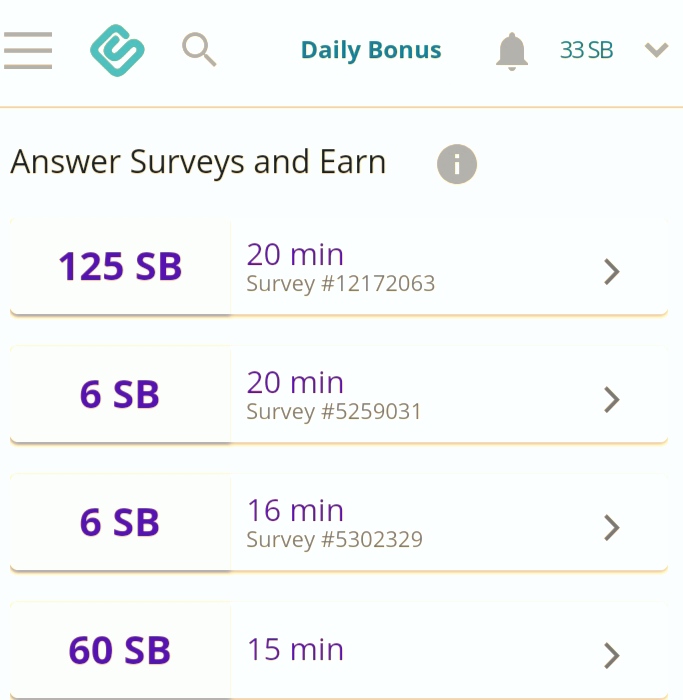 Daily Bonus 33 SB
Answer Surveys and Earn i
125 SB
20 min
Survey #12172063
6 SB
20 min
Survey #5259031
6 SB
16 min
Survey #5302329
60 SB
15 min